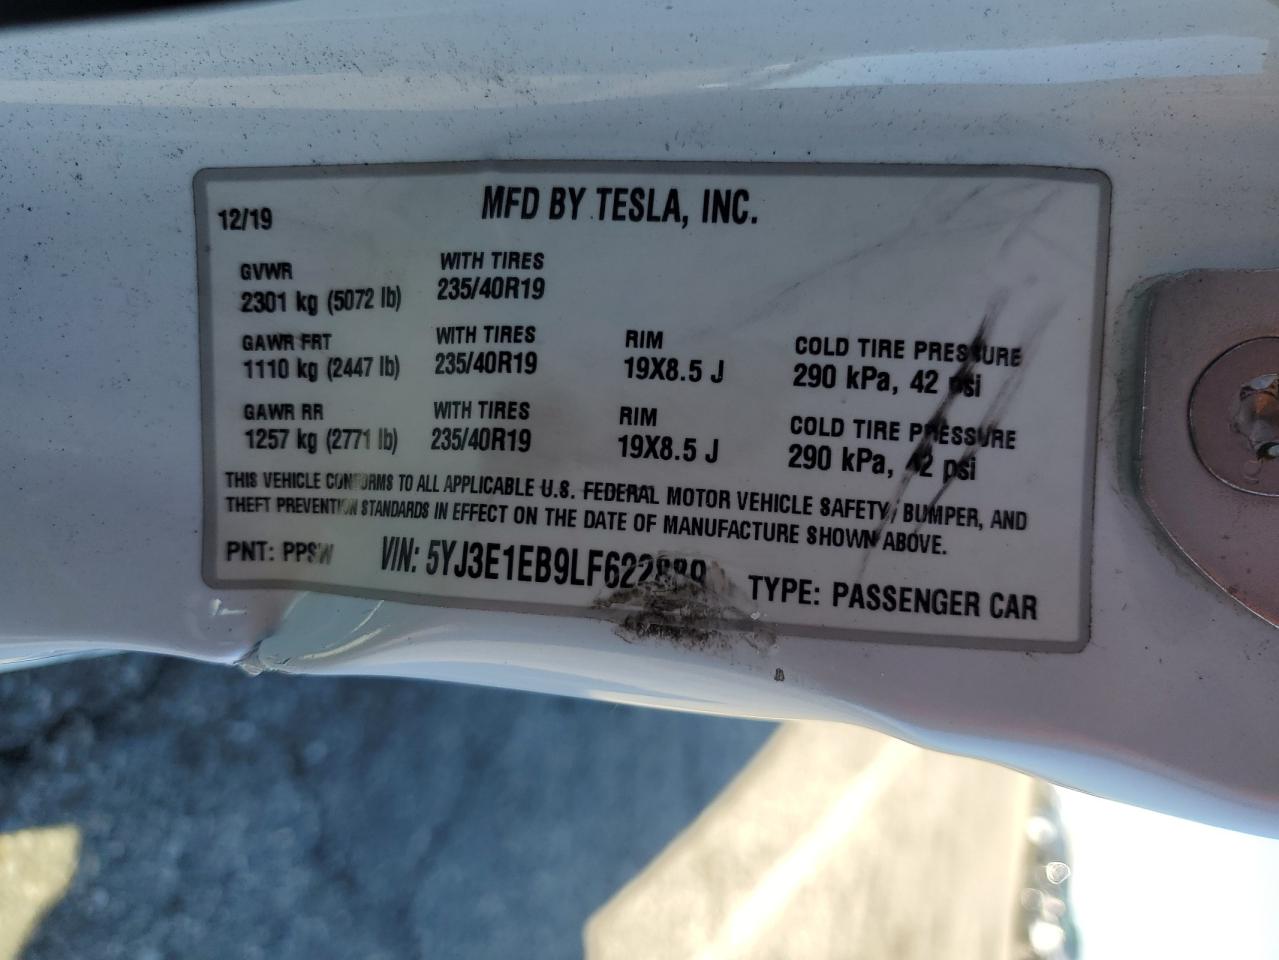 MFD BY TESLA, INC.
12/19
GVWR
2301 kg (5072 lb)
WITH TIRES
235/40R19
GAWR FRT
1110 kg (2447 lb)
WITH TIRES
235/40R19
RIM
19X8.5 J
COLD TIRE PRESSURE
290 kPa, 42 psi
GAWR RR
1257 kg (2771 lb)
WITH TIRES
235/40R19
RIM
19X8.5 J
COLD TIRE PRESSURE
290 kPa, 42 psi
THIS VEHICLE CONFORMS TO ALL APPLICABLE U.S. FEDERAL MOTOR VEHICLE SAFETY, BUMPER, AND
THEFT PREVENTION STANDARDS IN EFFECT ON THE DATE OF MANUFACTURE SHOWN ABOVE.
PNT: PPSW
VIN:
TYPE: PASSENGER CAR